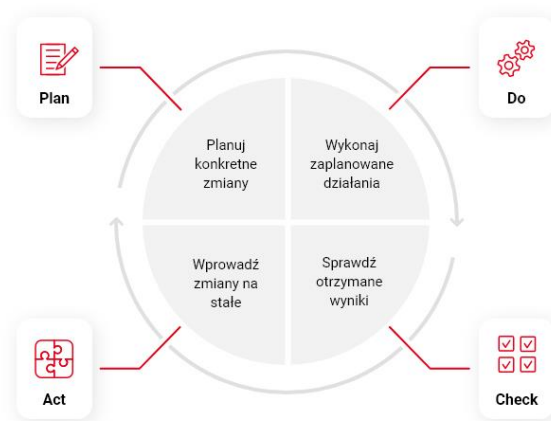 Plan
Do
Planuj
konkretne
zmiany
Wykonaj
zaplanowane
działania
Wprowadź
zmiany na
stałe
Sprawdź
otrzymane
wyniki
Act
Check